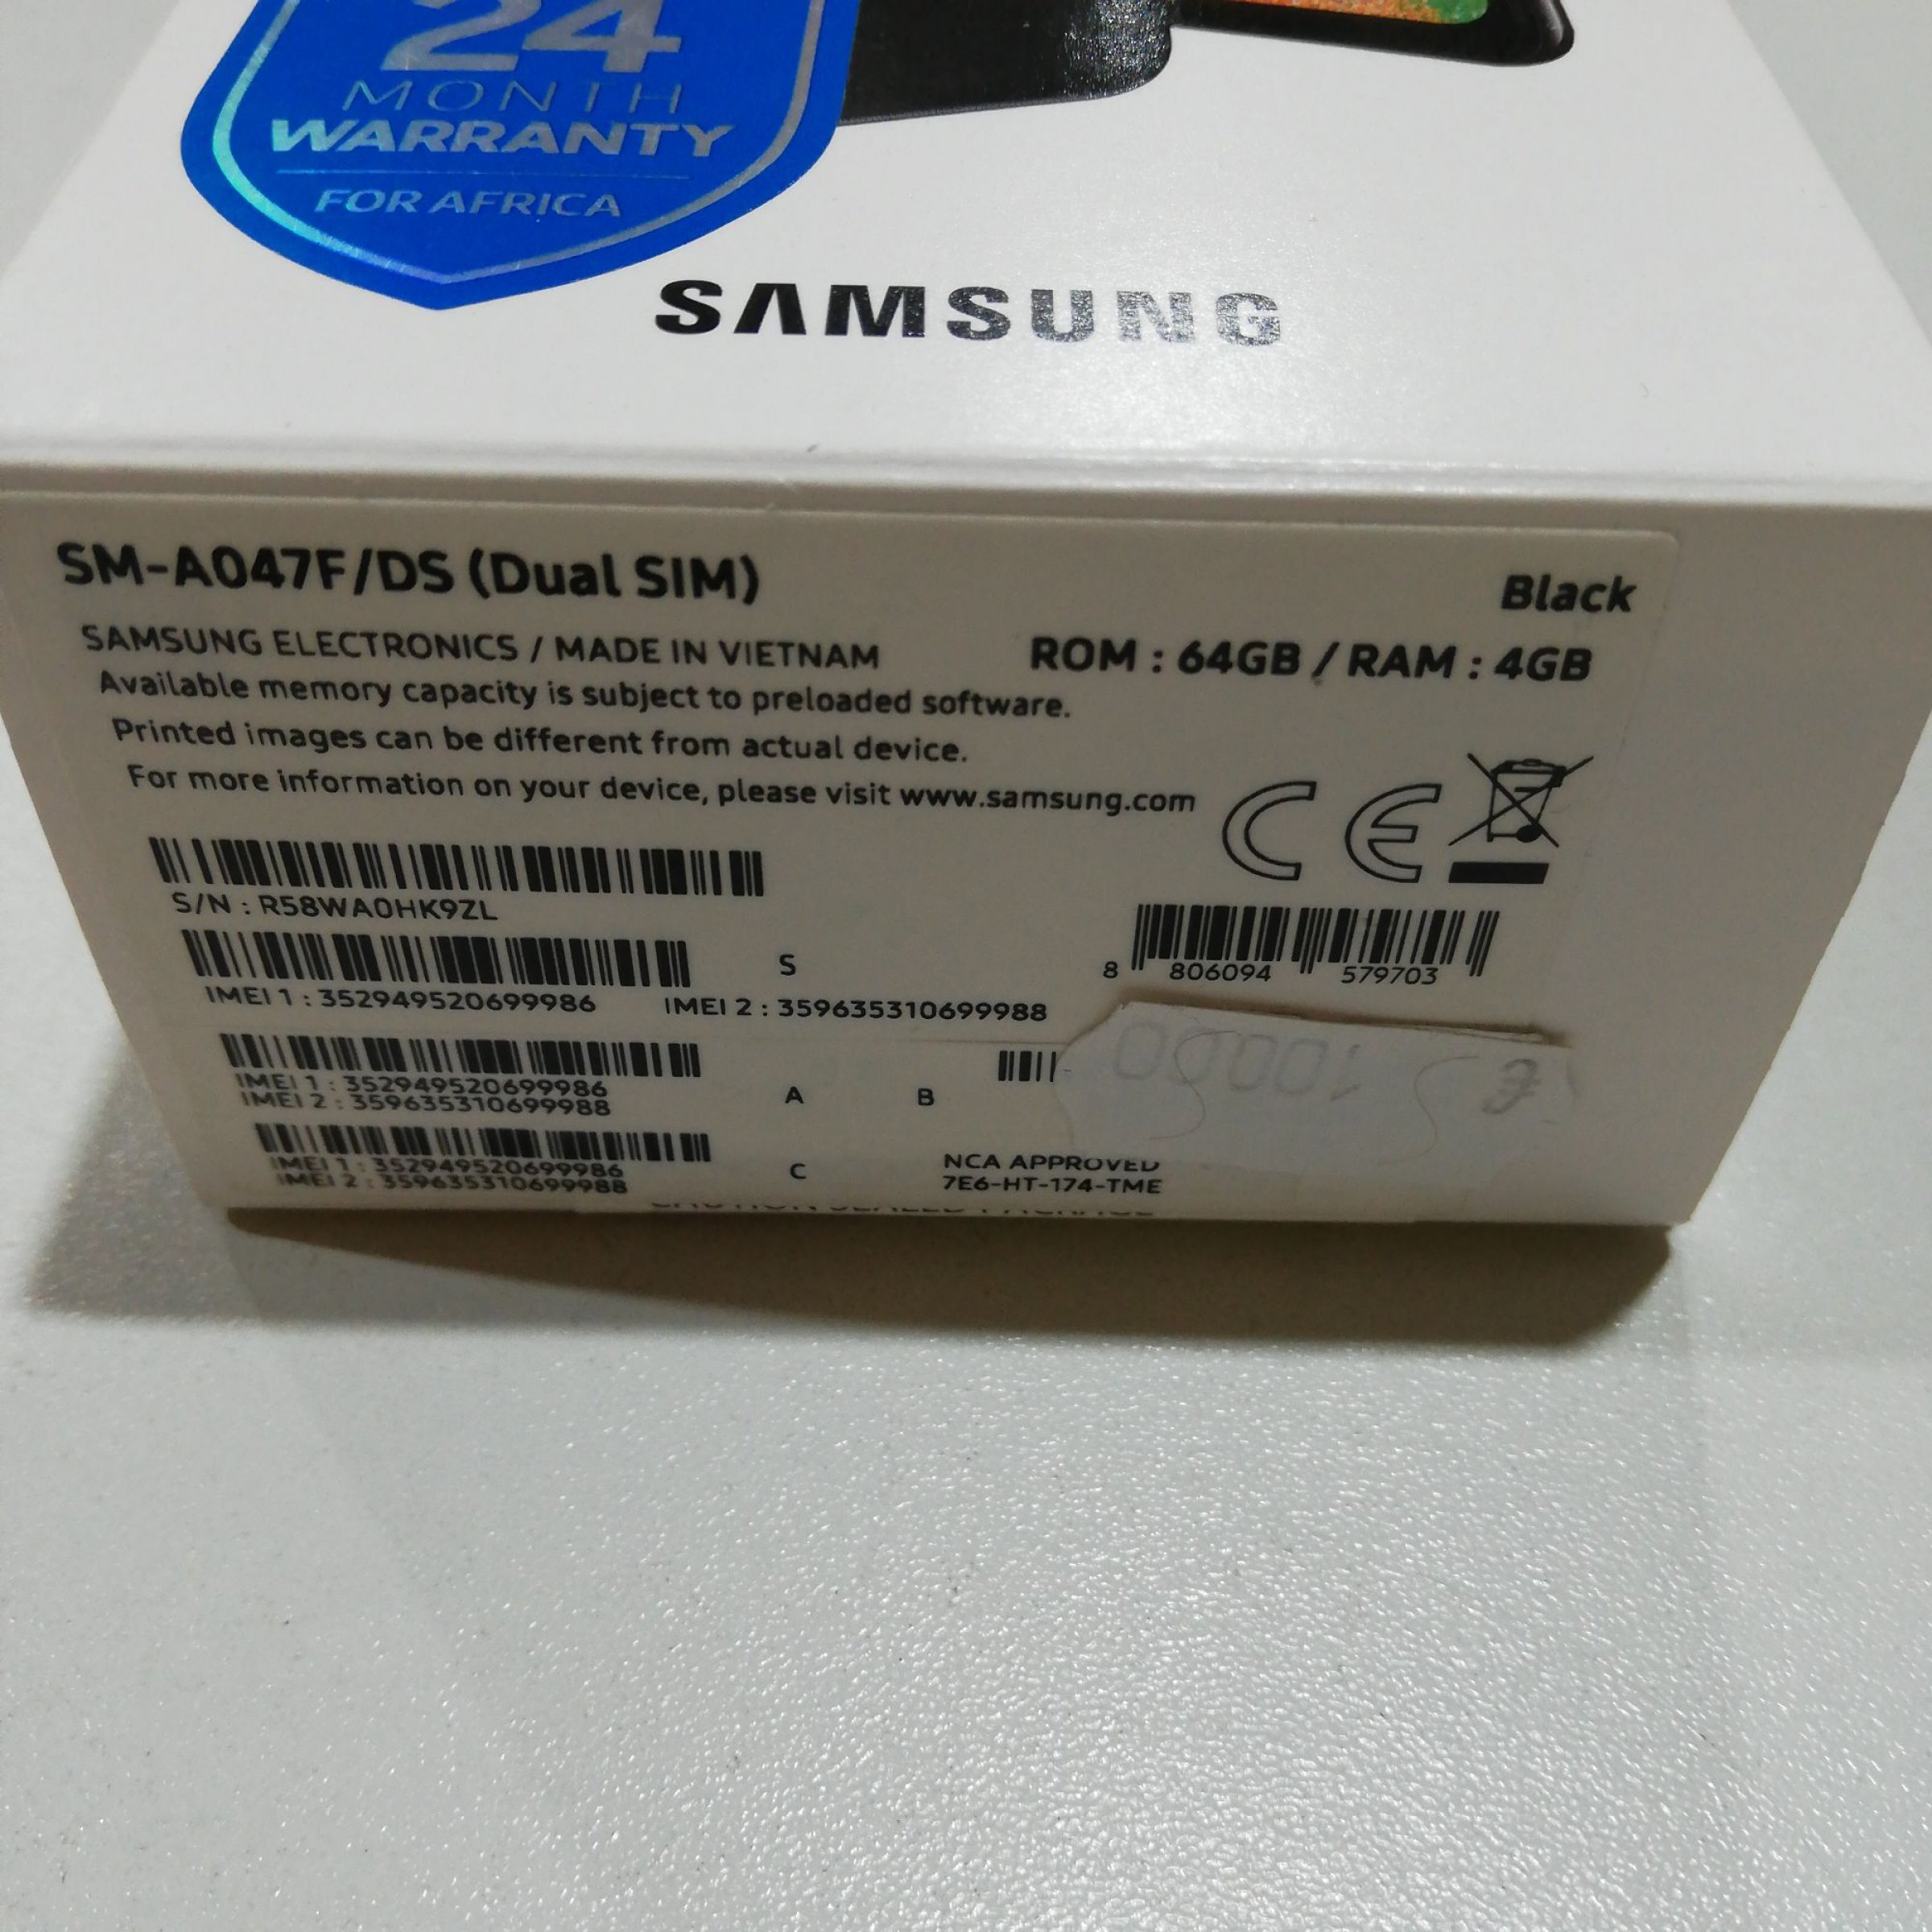 24
MONTH
WARRANTY
FOR AFRICA
SAMSUNG
SM-A047F/DS (Dual SIM)
Black
SAMSUNG ELECTRONICS / MADE IN VIETNAM
ROM : 64GB / RAM : 4GB
Available memory capacity is subject to preloaded software.
Printed images can be different from actual device.
For more information on your device, please visit www.samsung.com
CE
S/N : R58WA0HK9ZL
8 806094 579703
S
IMEI 1 : 352949520699986 IMEI 2 : 359635310699988
IMEI 1 : 352949520699986
IMEI 2 : 359635310699988
A B
IMEI 1 : 352949520699986
IMEI 2 : 359635310699988
C
NCA APPROVED
7E6-HT-174-TME